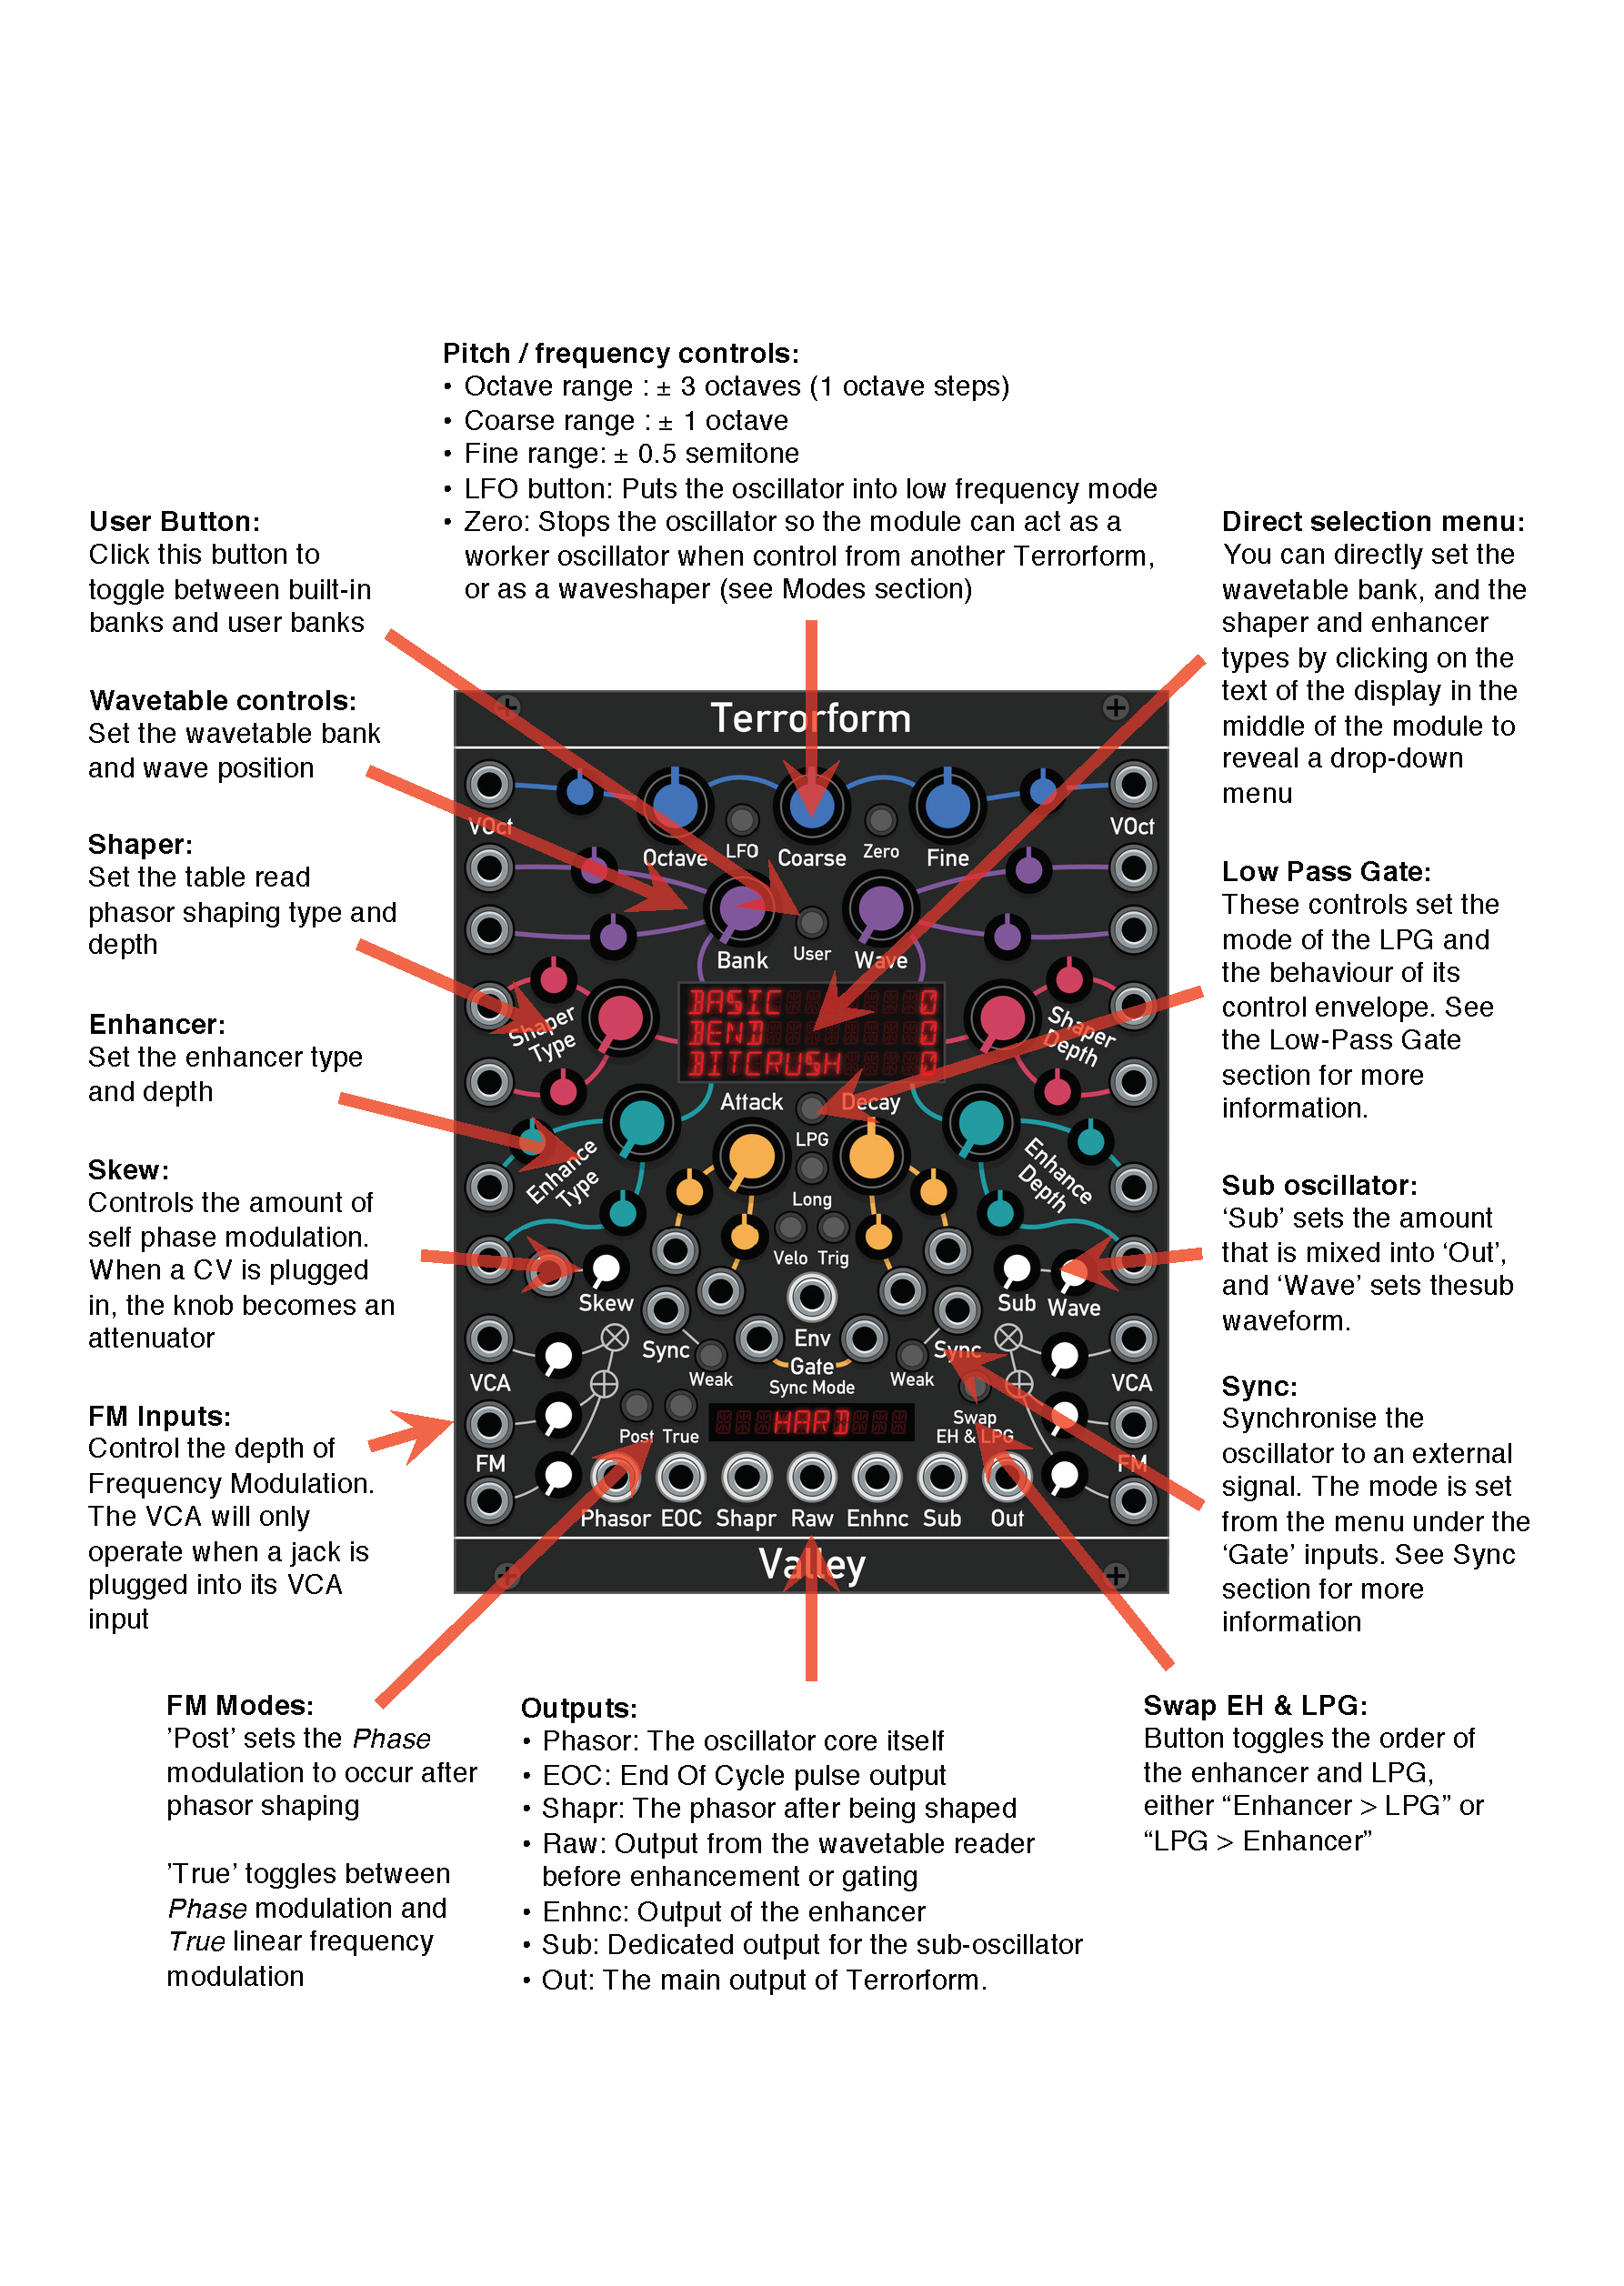 Pitch / frequency controls:
• Octave range : ± 3 octaves (1 octave steps)
• Coarse range : ± 1 octave
• Fine range: ± 0.5 semitone
• LFO button: Puts the oscillator into low frequency mode
• Zero: Stops the oscillator so the module can act as a
worker oscillator when control from another Terrorform,
or as a waveshaper (see Modes section)
User Button:
Click this button to
toggle between built-in
banks and user banks
Wavetable controls:
Set the wavetable bank
and wave position
Shaper:
Set the table read
phasor shaping type and
depth
Enhancer:
Set the enhancer type
and depth
Skew:
Controls the amount of
self phase modulation.
When a CV is plugged
in, the knob becomes an
attenuator
FM Inputs:
Control the depth of
Frequency Modulation.
The VCA will only
operate when a jack is
plugged into its VCA
input
Terrorform
VOct
VOct
Octave LFO Coarse Zero Fine
Bank User Wave
BASIC 0
BEND 0
BITCRUSH 0
Shaper
Type
Shaper
Depth
Attack Decay
LPG
Enhance
Type
Enhance
Depth
Long
Velo Trig
Skew
Sub Wave
Env
Sync
Sync
Weak
Gate
Weak
Sync Mode
VCA
VCA
HARD
Post True
Swap
EH & LPG
FM
FM
Phasor EOC Shapr Raw Enhnc Sub Out
Valley
Direct selection menu:
You can directly set the
wavetable bank, and the
shaper and enhancer
types by clicking on the
text of the display in the
middle of the module to
reveal a drop-down
menu
Low Pass Gate:
These controls set the
mode of the LPG and
the behaviour of its
control envelope. See
the Low-Pass Gate
section for more
information.
Sub oscillator:
‘Sub’ sets the amount
that is mixed into ‘Out’,
and ‘Wave’ sets thesub
waveform.
Sync:
Synchronise the
oscillator to an external
signal. The mode is set
from the menu under the
‘Gate’ inputs. See Sync
section for more
information
FM Modes:
’Post’ sets the Phase
modulation to occur after
phasor shaping
’True’ toggles between
Phase modulation and
True linear frequency
modulation
Outputs:
• Phasor: The oscillator core itself
• EOC: End Of Cycle pulse output
• Shapr: The phasor after being shaped
• Raw: Output from the wavetable reader
before enhancement or gating
• Enhnc: Output of the enhancer
• Sub: Dedicated output for the sub-oscillator
• Out: The main output of Terrorform.
Swap EH & LPG:
Button toggles the order of
the enhancer and LPG,
either “Enhancer > LPG” or
“LPG > Enhancer”